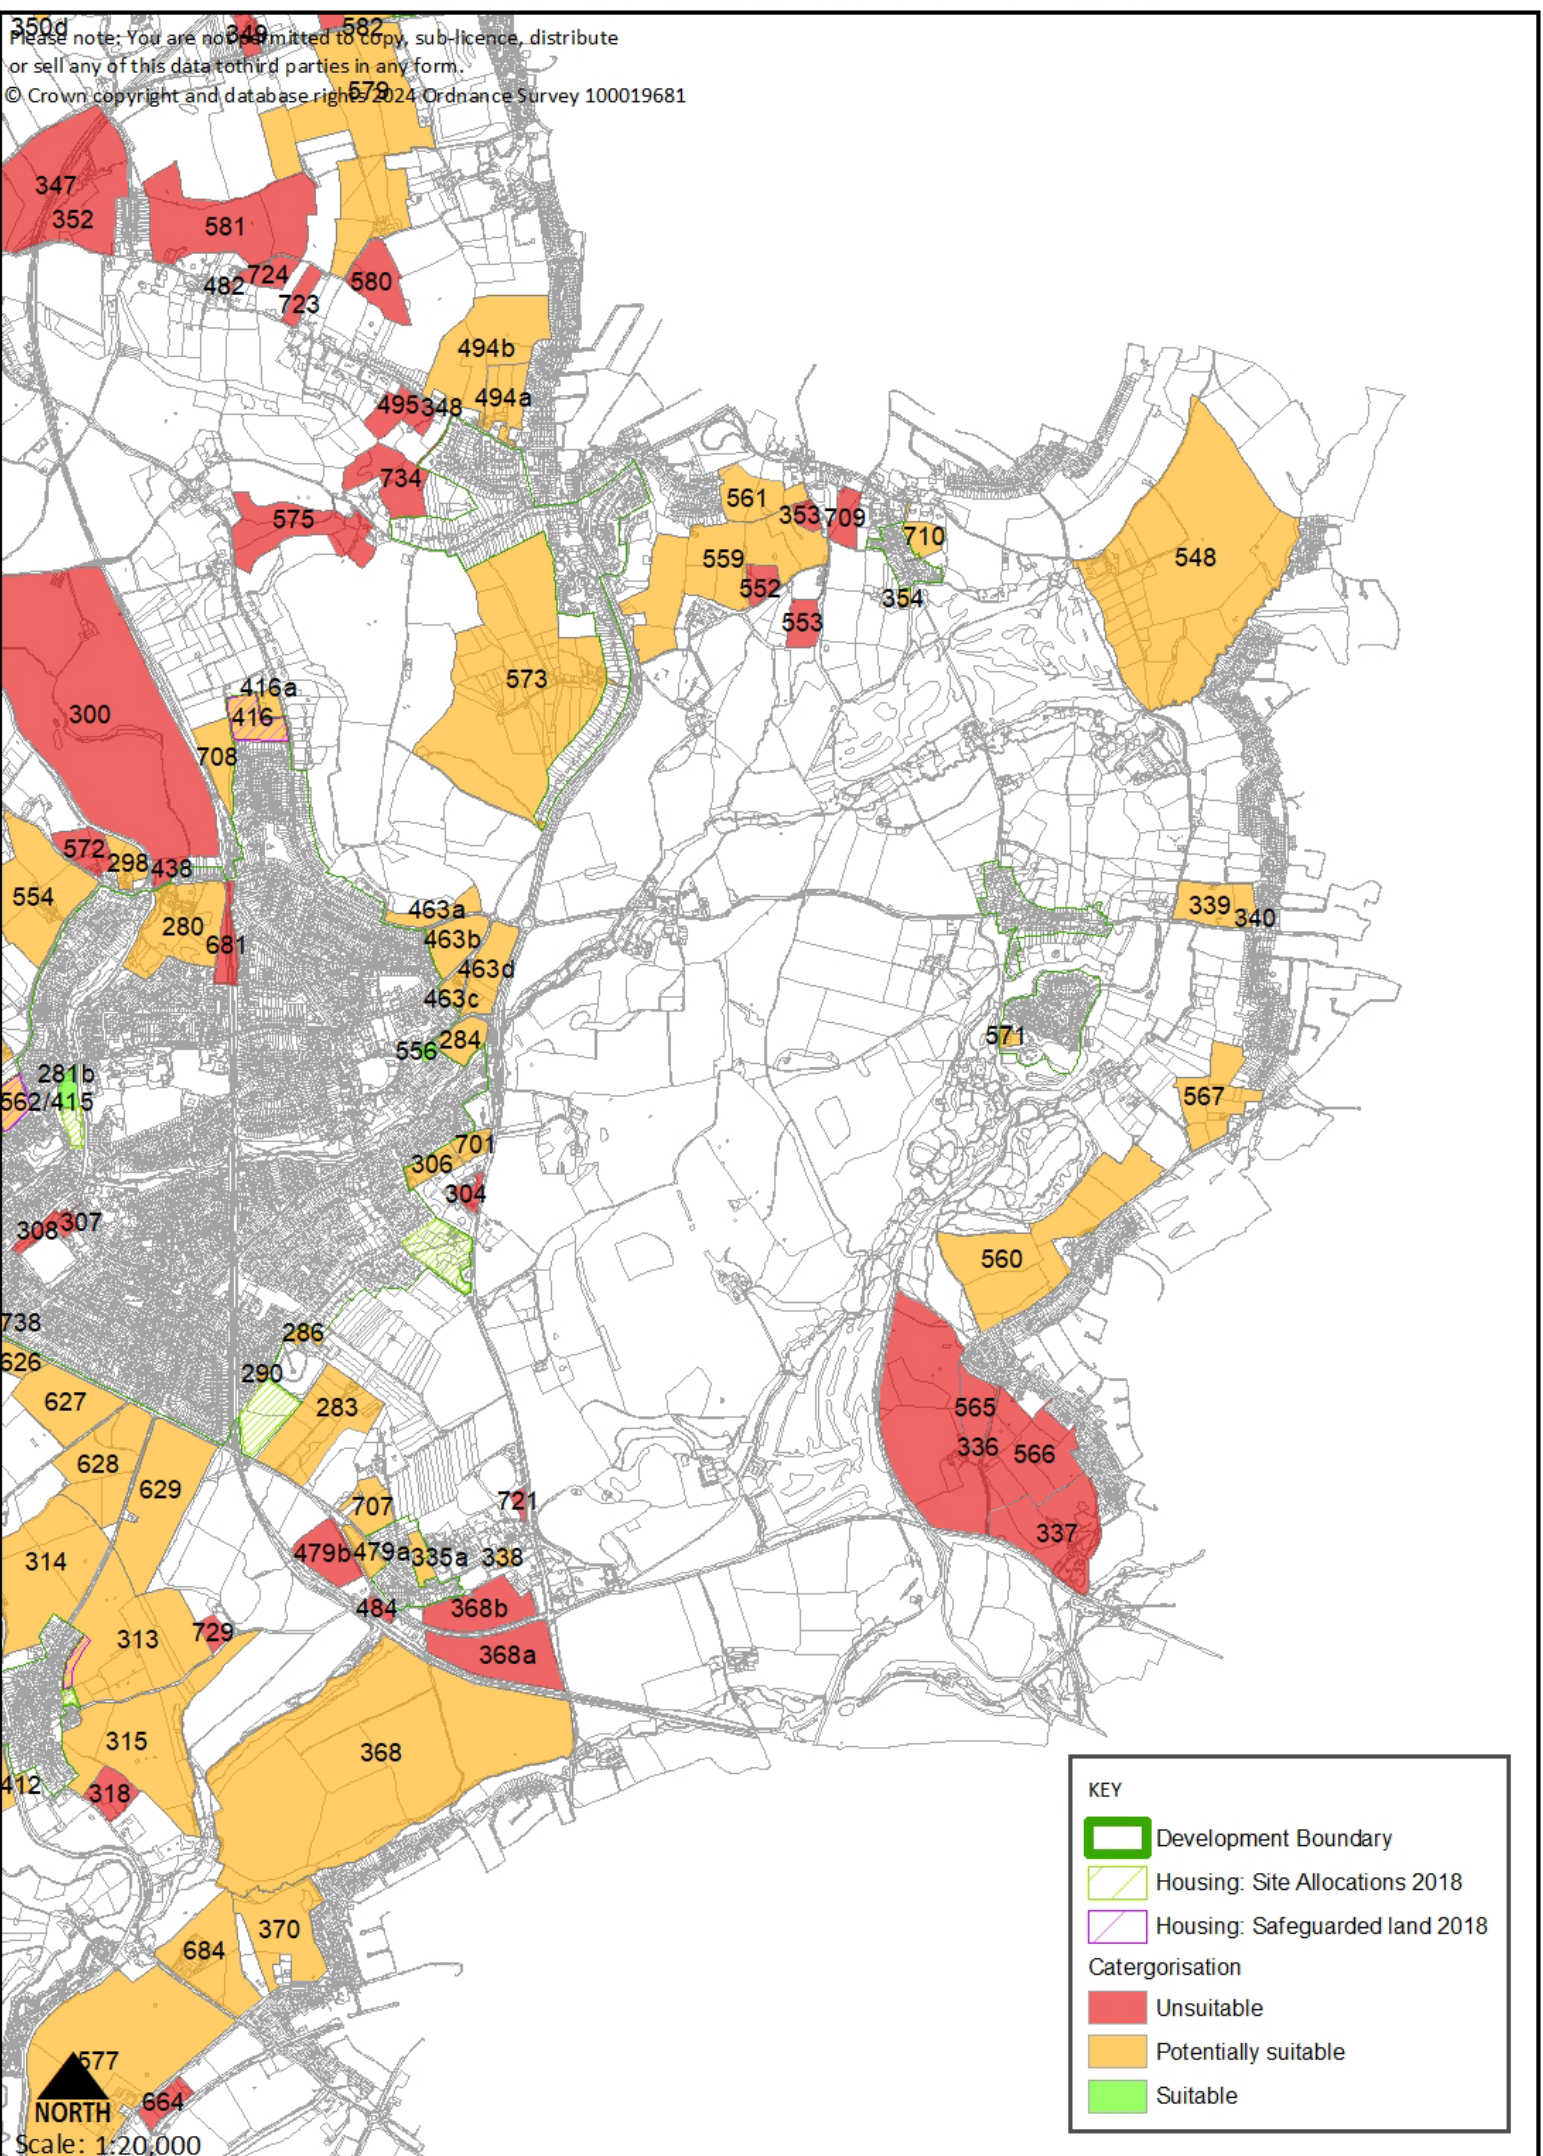 350d
349
582
Please note: You are not permitted to copy, sub-licence, distribute
or sell any of this data tothird parties in any form.
579
© Crown copyright and database rights 2024 Ordnance Survey 100019681
347
352
581
482
724
723
580
494b
494a
495
348
734
575
561
353
709
710
559
552
354
553
548
573
416a
416
300
708
572
298
438
554
280
681
463a
463b
463d
463c
339
340
284
556
571
281b
562/415
567
701
306
304
308
307
560
738
286
626
290
627
283
565
336
566
628
629
707
721
337
314
479b
479a
335a
338
484
368b
313
729
368a
315
368
412
318
370
684
577
664
NORTH
Scale: 1:20,000
KEY
Development Boundary
Housing: Site Allocations 2018
Housing: Safeguarded land 2018
Catergorisation
Unsuitable
Potentially suitable
Suitable